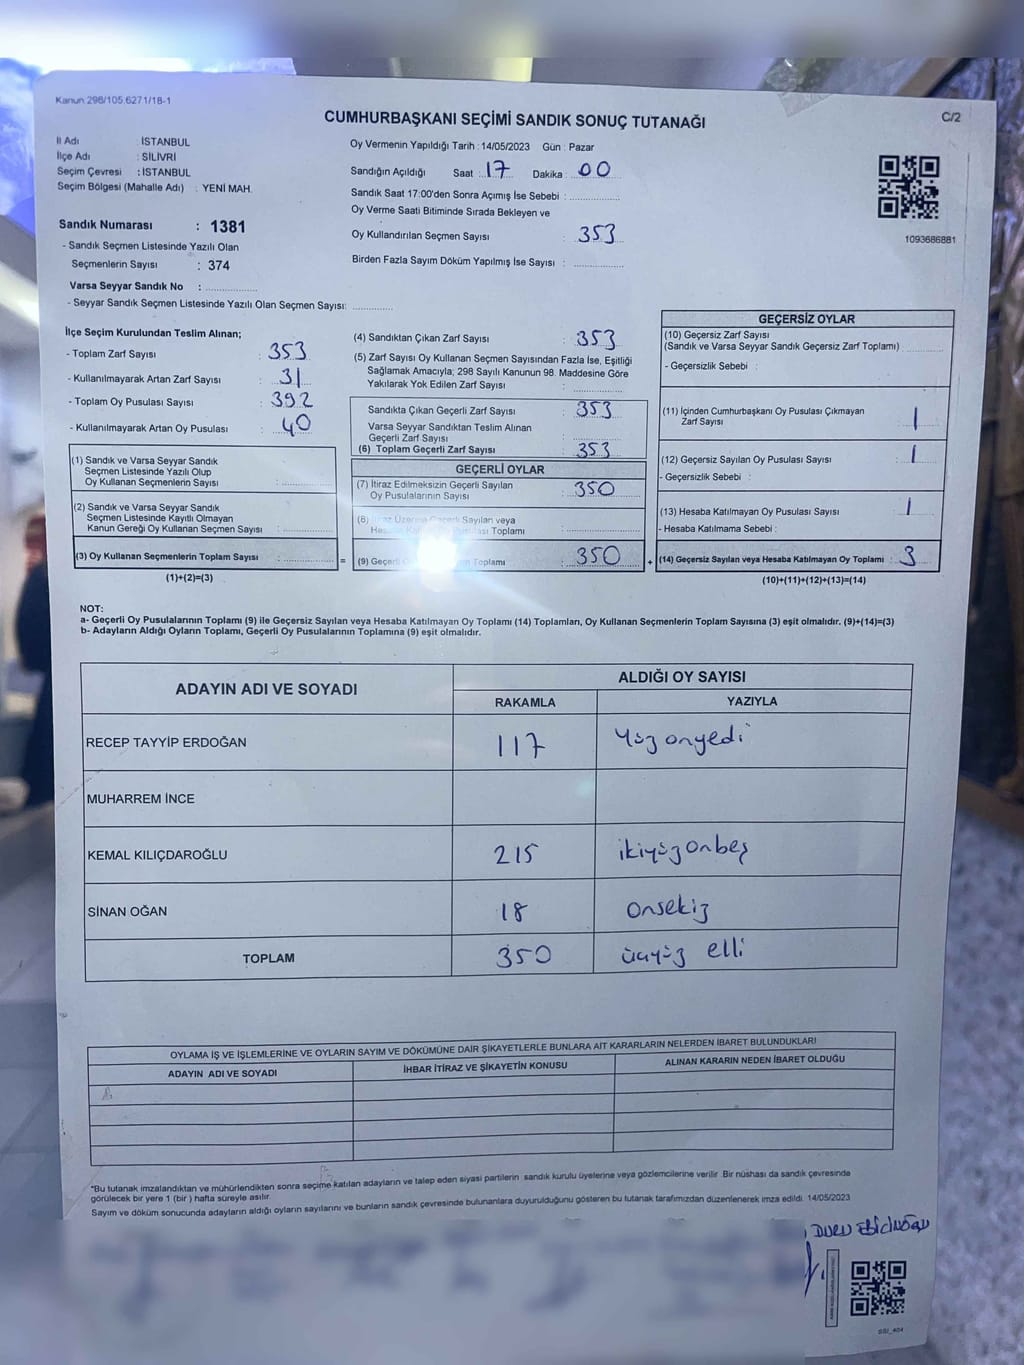 Kanun 298/105.6271/18-1
C/2
CUMHURBAŞKANI SEÇİMİ SANDIK SONUÇ TUTANAĞI
İl Adı : İSTANBUL
İlçe Adı : SİLİVRİ
Seçim Çevresi : İSTANBUL
Seçim Bölgesi (Mahalle Adı) : YENİ MAH.
Sandık Numarası : 1381
- Sandık Seçmen Listesinde Yazılı Olan
Seçmenlerin Sayısı : 374
Varsa Seyyar Sandık No :
- Seyyar Sandık Seçmen Listesinde Yazılı Olan Seçmen Sayısı:
Oy Vermenin Yapıldığı Tarih : 14/05/2023 Gün : Pazar
Sandığın Açıldığı Saat : 17 Dakika : 00
Sandık Saat 17:00'den Sonra Açımış İse Sebebi :
Oy Verme Saati Bitiminde Sırada Bekleyen ve
Oy Kullandırılan Seçmen Sayısı : 353
Birden Fazla Sayım Döküm Yapılmış İse Sayısı :
1093686881
İlçe Seçim Kurulundan Teslim Alınan;
- Toplam Zarf Sayısı : 353
- Kullanılmayarak Artan Zarf Sayısı : 31
- Toplam Oy Pusulası Sayısı : 392
- Kullanılmayarak Artan Oy Pusulası : 40
(1) Sandık ve Varsa Seyyar Sandık
Seçmen Listesinde Yazılı Olup
Oy Kullanan Seçmenlerin Sayısı :
(2) Sandık ve Varsa Seyyar Sandık
Seçmen Listesinde Kayıtlı Olmayan
Kanun Gereği Oy Kullanan Seçmen Sayısı :
(3) Oy Kullanan Seçmenlerin Toplam Sayısı :
=
(1)+(2)=(3)
(4) Sandıktan Çıkan Zarf Sayısı : 353
(5) Zarf Sayısı Oy Kullanan Seçmen Sayısından Fazla İse, Eşitliği
Sağlamak Amacıyla; 298 Sayılı Kanunun 98. Maddesine Göre
Yakılarak Yok Edilen Zarf Sayısı :
Sandıkta Çıkan Geçerli Zarf Sayısı : 353
Varsa Seyyar Sandıktan Teslim Alınan
Geçerli Zarf Sayısı :
(6) Toplam Geçerli Zarf Sayısı : 353
GEÇERLİ OYLAR
(7) İtiraz Edilmeksizin Geçerli Sayılan
Oy Pusulalarının Sayısı : 350
(8) İtiraz Üzerine Geçerli Sayılan veya
Pusulası Toplamı :
(9) Geçerli Toplamı : 350
+
GEÇERSİZ OYLAR
(10) Geçersiz Zarf Sayısı
(Sandık ve Varsa Seyyar Sandık Geçersiz Zarf Toplamı)
- Geçersizlik Sebebi :
(11) İçinden Cumhurbaşkanı Oy Pusulası Çıkmayan
Zarf Sayısı : 1
(12) Geçersiz Sayılan Oy Pusulası Sayısı : 1
- Geçersizlik Sebebi :
(13) Hesaba Katılmayan Oy Pusulası Sayısı : 1
- Hesaba Katılmama Sebebi :
(14) Geçersiz Sayılan veya Hesaba Katılmayan Oy Toplamı : 3
(10)+(11)+(12)+(13)=(14)
NOT:
a- Geçerli Oy Pusulalarının Toplamı (9) ile Geçersiz Sayılan veya Hesaba Katılmayan Oy Toplamı (14) Toplamları, Oy Kullanan Seçmenlerin Toplam Sayısına (3) eşit olmalıdır. (9)+(14)=(3)
b- Adayların Aldığı Oyların Toplamı, Geçerli Oy Pusulalarının Toplamına (9) eşit olmalıdır.
ADAYIN ADI VE SOYADI
ALDIĞI OY SAYISI
RAKAMLA YAZIYLA
RECEP TAYYİP ERDOĞAN 117 Yüz onyedi
MUHARREM İNCE
KEMAL KILIÇDAROĞLU 215 ikiyüz onbeş
SİNAN OĞAN 18 onsekiz
TOPLAM 350 üçyüz elli
OYLAMA İŞ VE İŞLEMLERİNE VE OYLARIN SAYIM VE DÖKÜMÜNE DAİR ŞİKAYETLERLE BUNLARA AİT KARARLARIN NELERDEN İBARET BULUNDUKLARI
ADAYIN ADI VE SOYADI İHBAR İTİRAZ VE ŞİKAYETİN KONUSU ALINAN KARARIN NEDEN İBARET OLDUĞU
*Bu tutanak imzalandıktan ve mühürlendikten sonra seçime katılan adayların ve talep eden siyasi partilerin sandık kurulu üyelerine veya gözlemcilerine verilir. Bir nüshası da sandık çevresinde
görülecek bir yere 1 (bir) hafta süreyle asılır.
Sayım ve döküm sonucunda adayların aldığı oyların sayılarını ve bunların sandık çevresinde bulunanlara duyurulduğunu gösteren bu tutanak tarafımızdan düzenlenerek imza edildi. 14/05/2023